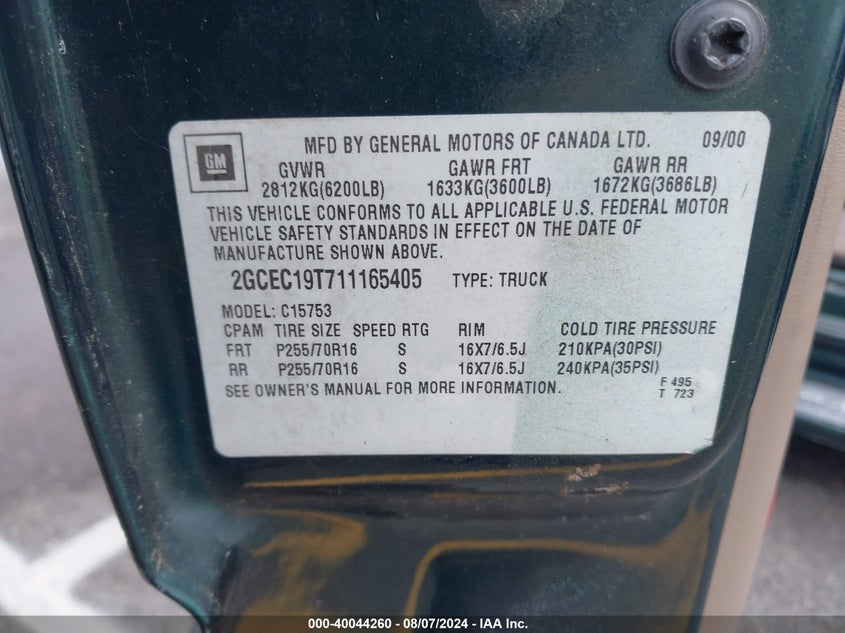 GM
MFD BY GENERAL MOTORS OF CANADA LTD. 09/00
GVWR GAWR FRT GAWR RR
2812KG(6200LB) 1633KG(3600LB) 1672KG(3686LB)
THIS VEHICLE CONFORMS TO ALL APPLICABLE U.S. FEDERAL MOTOR
VEHICLE SAFETY STANDARDS IN EFFECT ON THE DATE OF
MANUFACTURE SHOWN ABOVE.
2GCEC19T711165405 TYPE: TRUCK
MODEL: C15753
CPAM TIRE SIZE SPEED RTG RIM COLD TIRE PRESSURE
FRT P255/70R16 S 16X7/6.5J 210KPA(30PSI)
RR P255/70R16 S 16X7/6.5J 240KPA(35PSI)
SEE OWNER'S MANUAL FOR MORE INFORMATION.
F 495
T 723
000-40044260 - 08/07/2024 - IAA Inc.